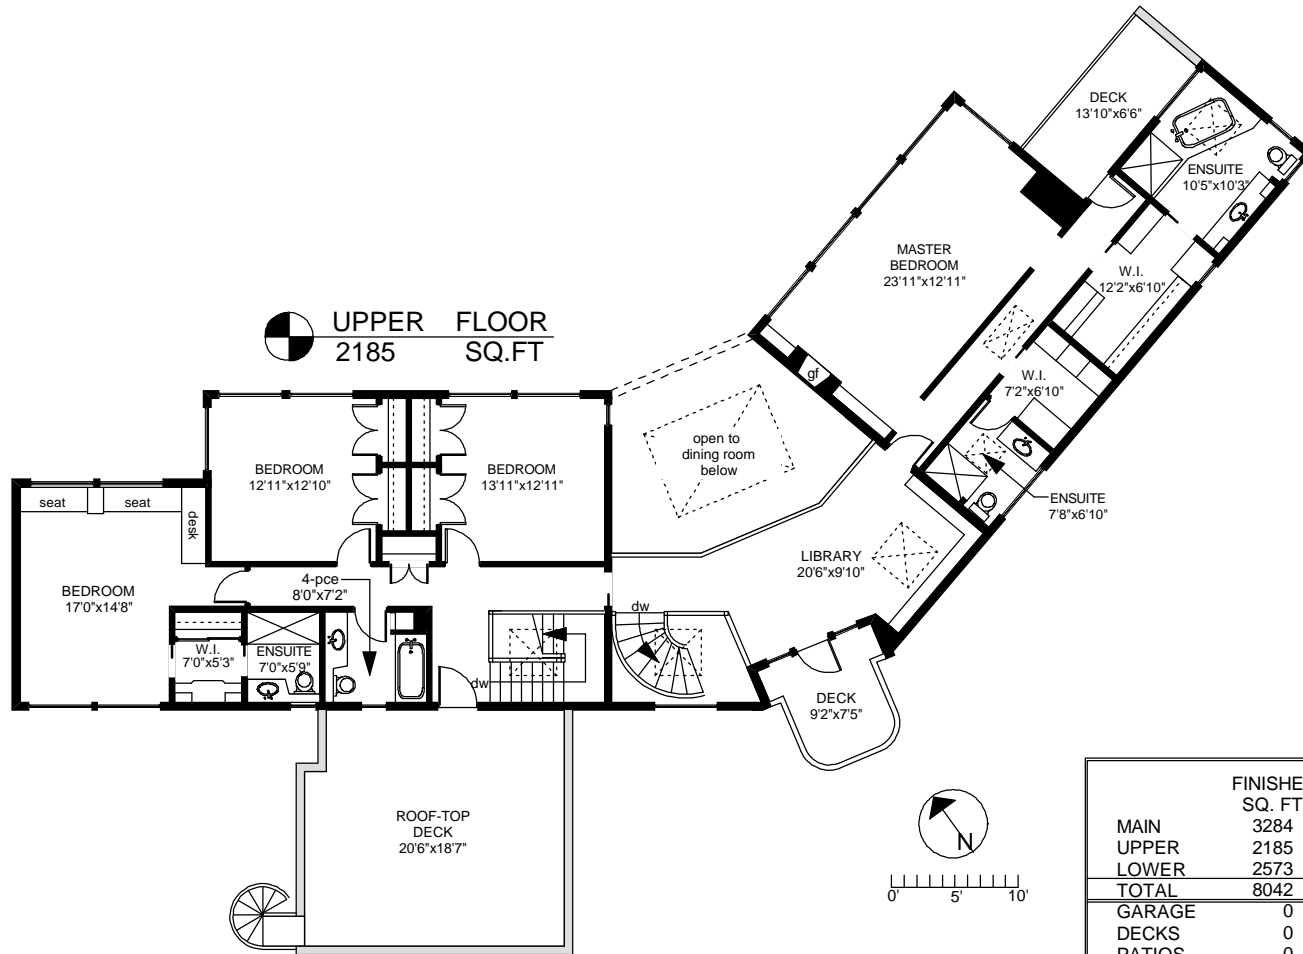 DECK
13'10"x6'6"
ENSUITE
10'5"x10'3"
MASTER
BEDROOM
23'11"x12'11"
W.I.
12'2"x6'10"
UPPER FLOOR
2185 SQ.FT
gf
W.I.
7'2"x6'10"
open to
dining room
below
BEDROOM
12'11"x12'10"
BEDROOM
13'11"x12'11"
seat
seat
desk
ENSUITE
7'8"x6'10"
LIBRARY
20'6"x9'10"
4-pce
8'0"x7'2"
BEDROOM
17'0"x14'8"
dw
W.I.
7'0"x5'3"
ENSUITE
7'0"x5'9"
dw
DECK
9'2"x7'5"
ROOF-TOP
DECK
20'6"x18'7"
N
0' 5' 10'
FINISHE
SQ. FT
MAIN 3284
UPPER 2185
LOWER 2573
TOTAL 8042
GARAGE 0
DECKS 0
PATIOS 0